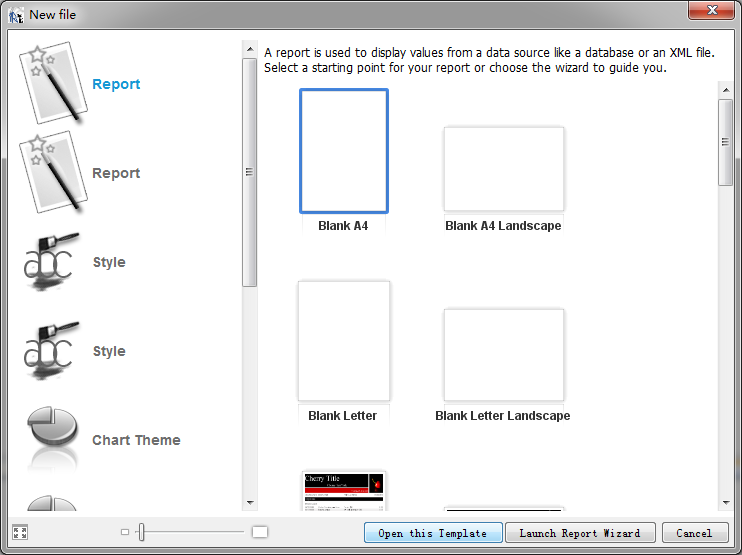 New file
Report
Report
Style
Style
Chart Theme
A report is used to display values from a data source like a database or an XML file.
Select a starting point for your report or choose the wizard to guide you.
Blank A4
Blank A4 Landscape
Blank Letter
Blank Letter Landscape
Cherry Title
Open this Template
Launch Report Wizard
Cancel